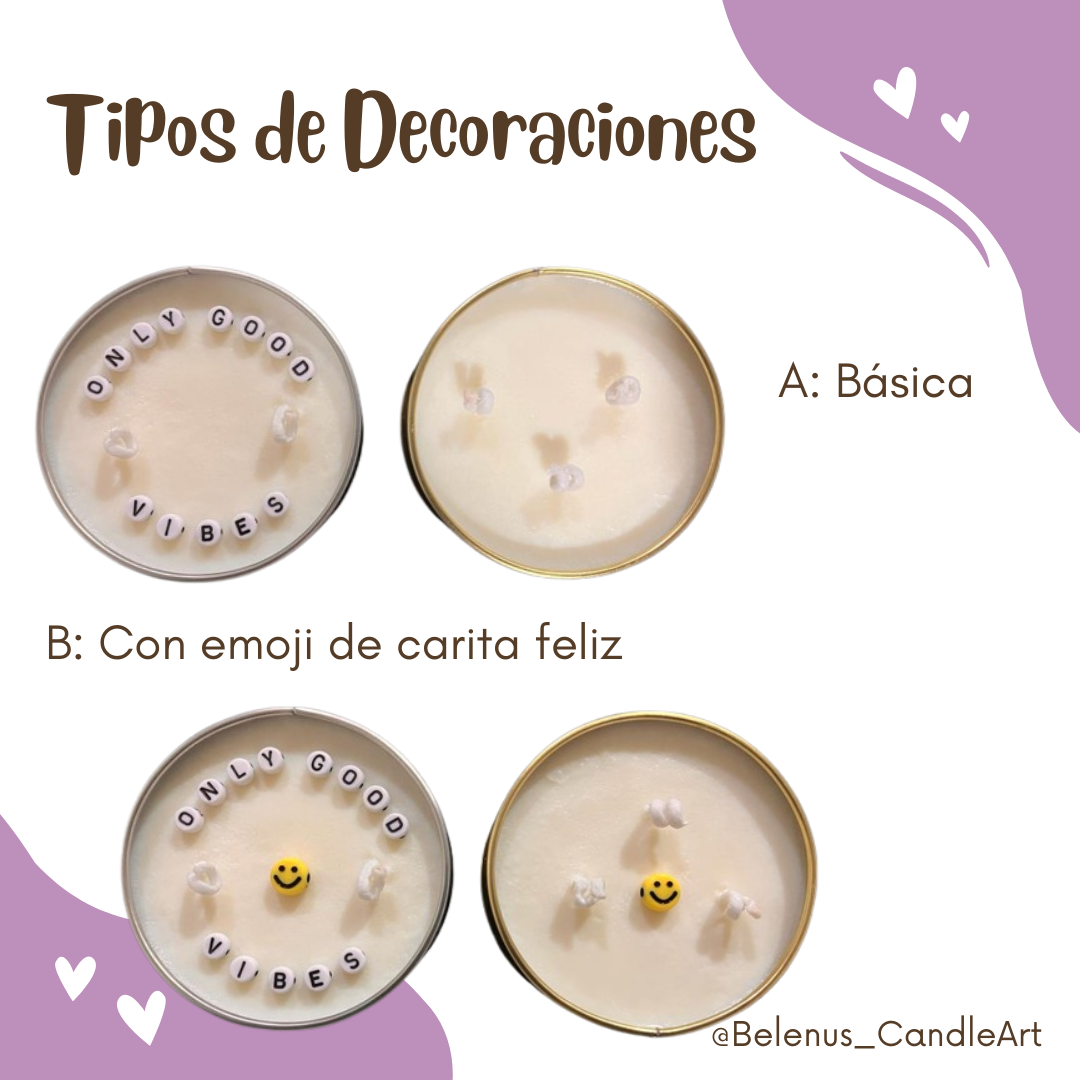 Tipos de Decoraciones
ONLY GOOD
VIBES
A: Básica
B: Con emoji de carita feliz
ONLY GOOD
VIBES
@Belenus_CandleArt